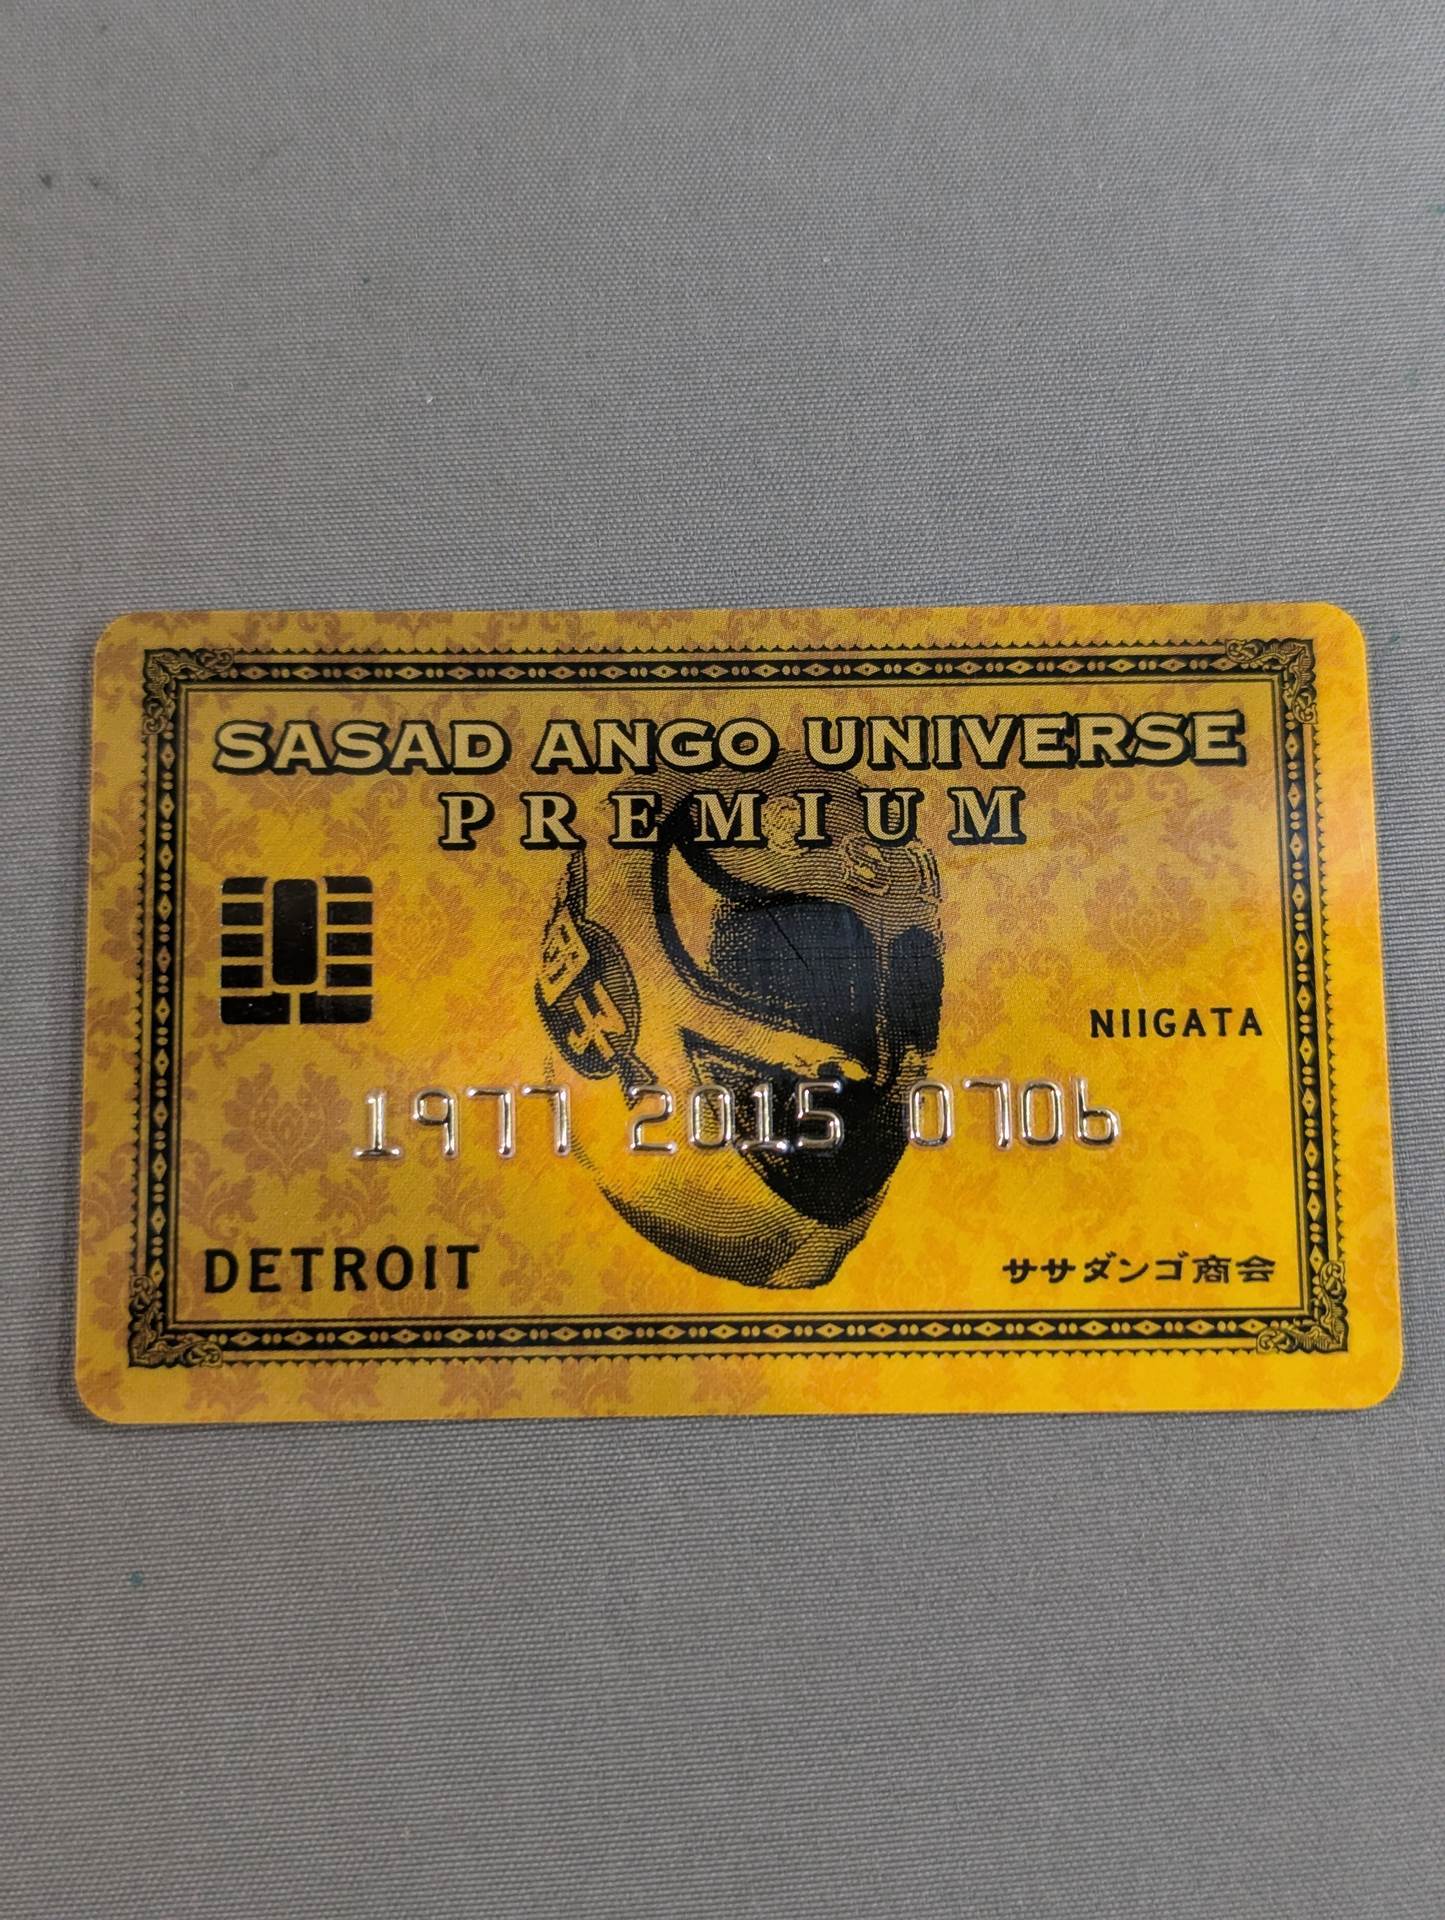 SASAD ANGO UNIVERSE
PREMIUM
NIIGATA
1977 2015 0706
DETROIT
ササダンゴ商会